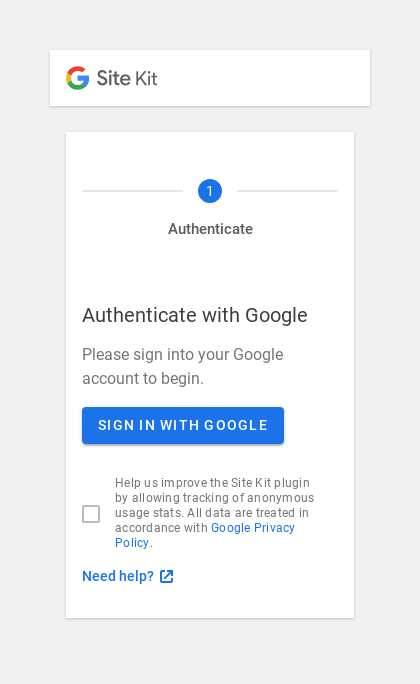 Site Kit
1
Authenticate
Authenticate with Google
Please sign into your Google
account to begin.
SIGN IN WITH GOOGLE
Help us improve the Site Kit plugin
by allowing tracking of anonymous
usage stats. All data are treated in
accordance with Google Privacy
Policy.
Need help?